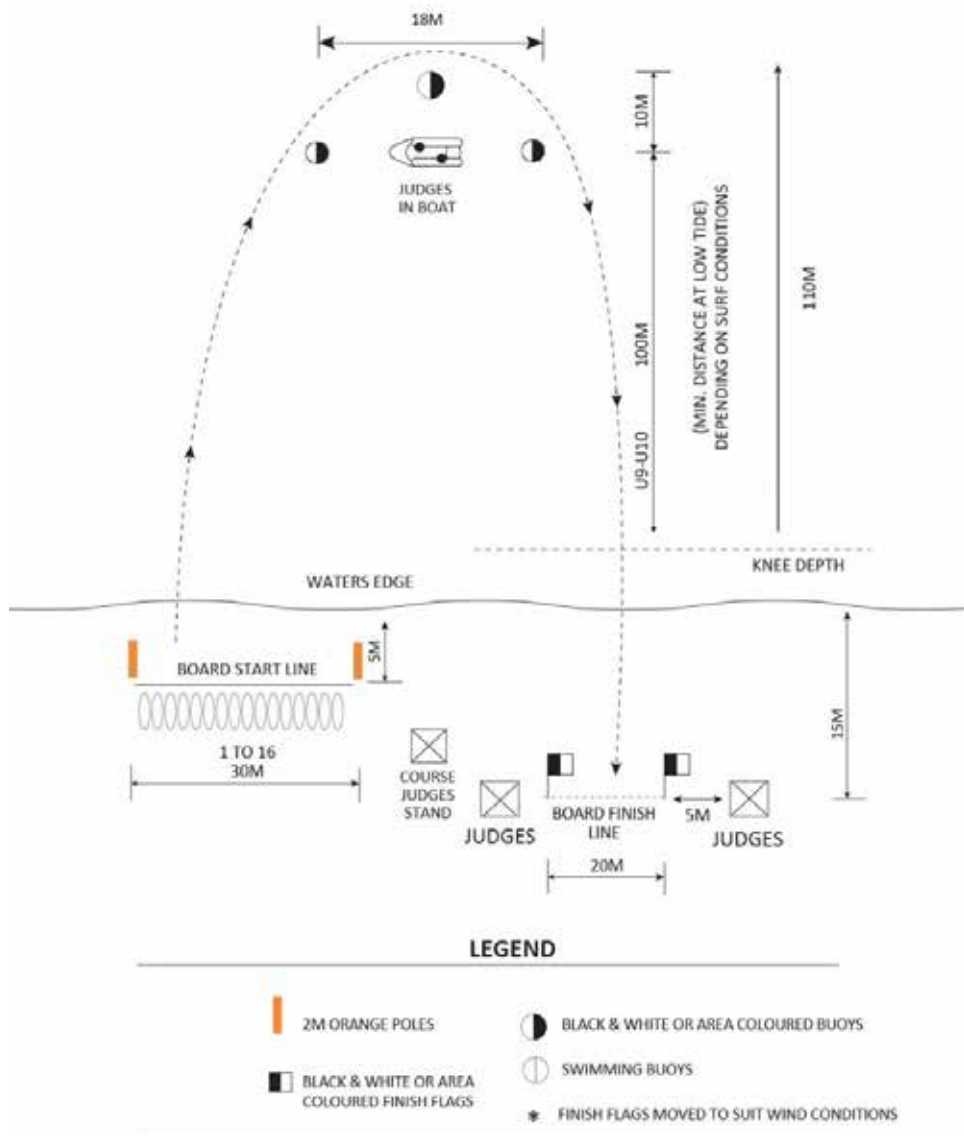 18M
10M
JUDGES
IN BOAT
100M
U9-U10
(MIN. DISTANCE AT LOW TIDE)
DEPENDING ON SURF CONDITIONS
110M
KNEE DEPTH
WATERS EDGE
5M
BOARD START LINE
1 TO 16
30M
COURSE
JUDGES
STAND
JUDGES
BOARD FINISH
LINE
5M
JUDGES
15M
20M
LEGEND
2M ORANGE POLES
BLACK & WHITE OR AREA COLOURED BUOYS
BLACK & WHITE OR AREA
COLOURED FINISH FLAGS
SWIMMING BUOYS
* FINISH FLAGS MOVED TO SUIT WIND CONDITIONS